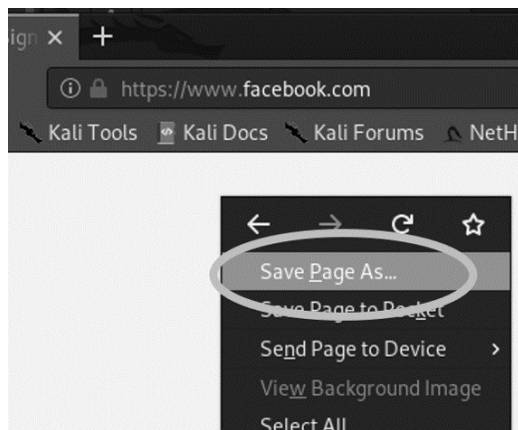 ign
https://www.facebook.com
Kali Tools Kali Docs Kali Forums NetH
Save Page As...
Save Page to Pocket
Send Page to Device
View Background Image
Select All